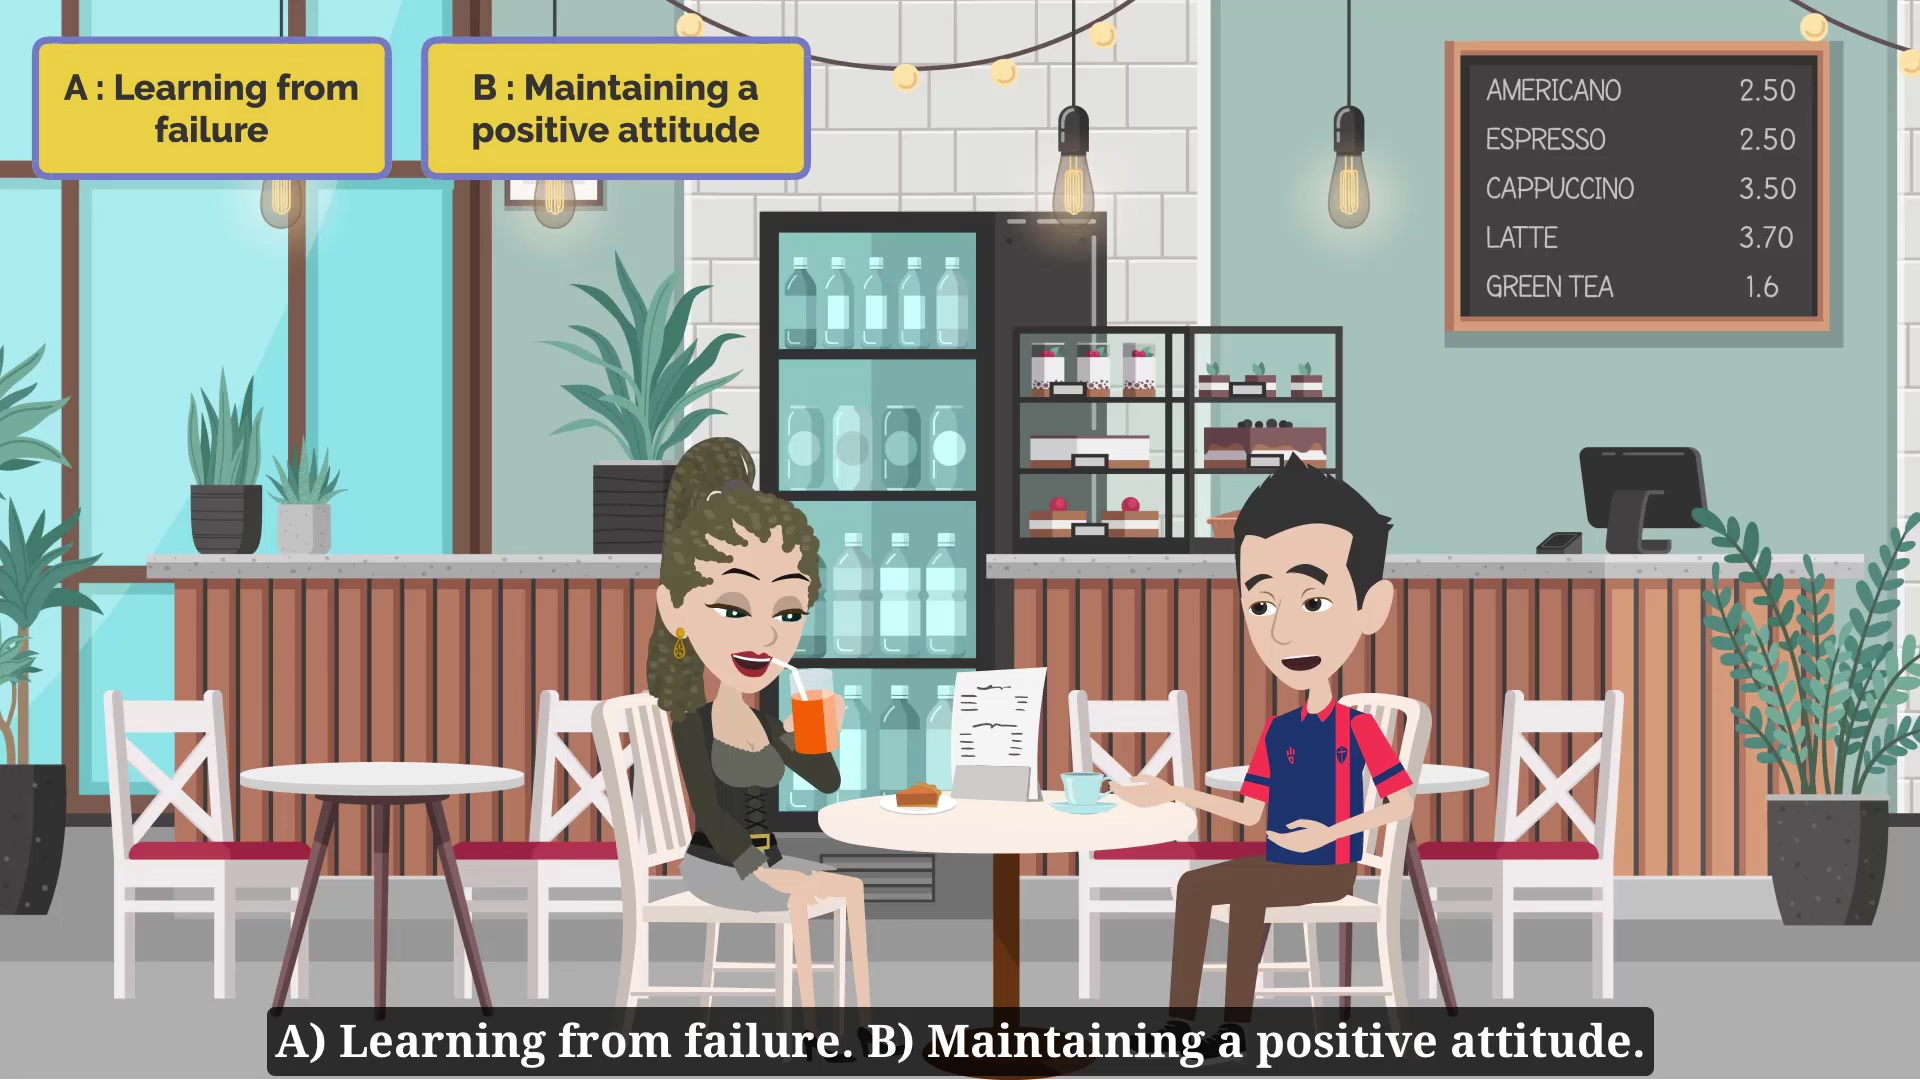 A : Learning from
failure
B : Maintaining a
positive attitude
AMERICANO 2.50
ESPRESSO 2.50
CAPPUCCINO 3.50
LATTE 3.70
GREEN TEA 1.6
A) Learning from failure. B) Maintaining a positive attitude.